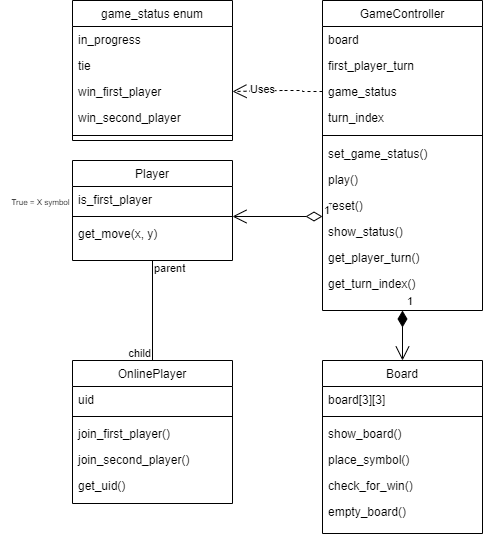 game_status enum
in_progress
tie
win_first_player
win_second_player
GameController
board
first_player_turn
game_status
turn_index
Uses
set_game_status()
play()
reset()
show_status()
get_player_turn()
get_turn_index()
1
1
Player
True = X symbol
is_first_player
get_move(x, y)
parent
child
OnlinePlayer
uid
join_first_player()
join_second_player()
get_uid()
Board
board[3][3]
show_board()
place_symbol()
check_for_win()
empty_board()